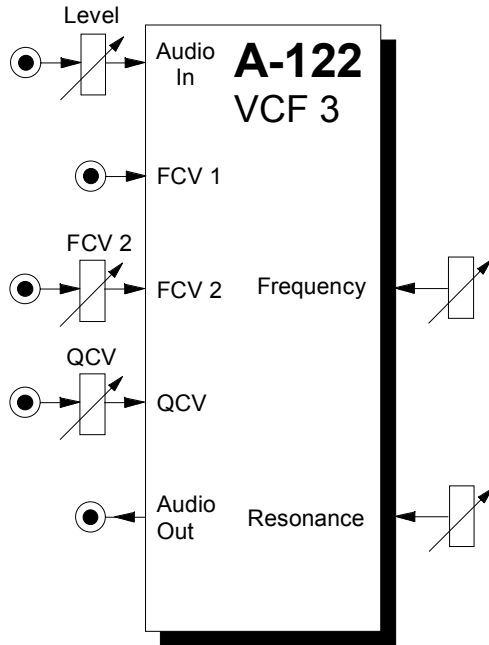 Level
Audio
In
A-122
VCF 3
FCV 1
FCV 2
FCV 2
Frequency
QCV
QCV
Audio
Out
Resonance